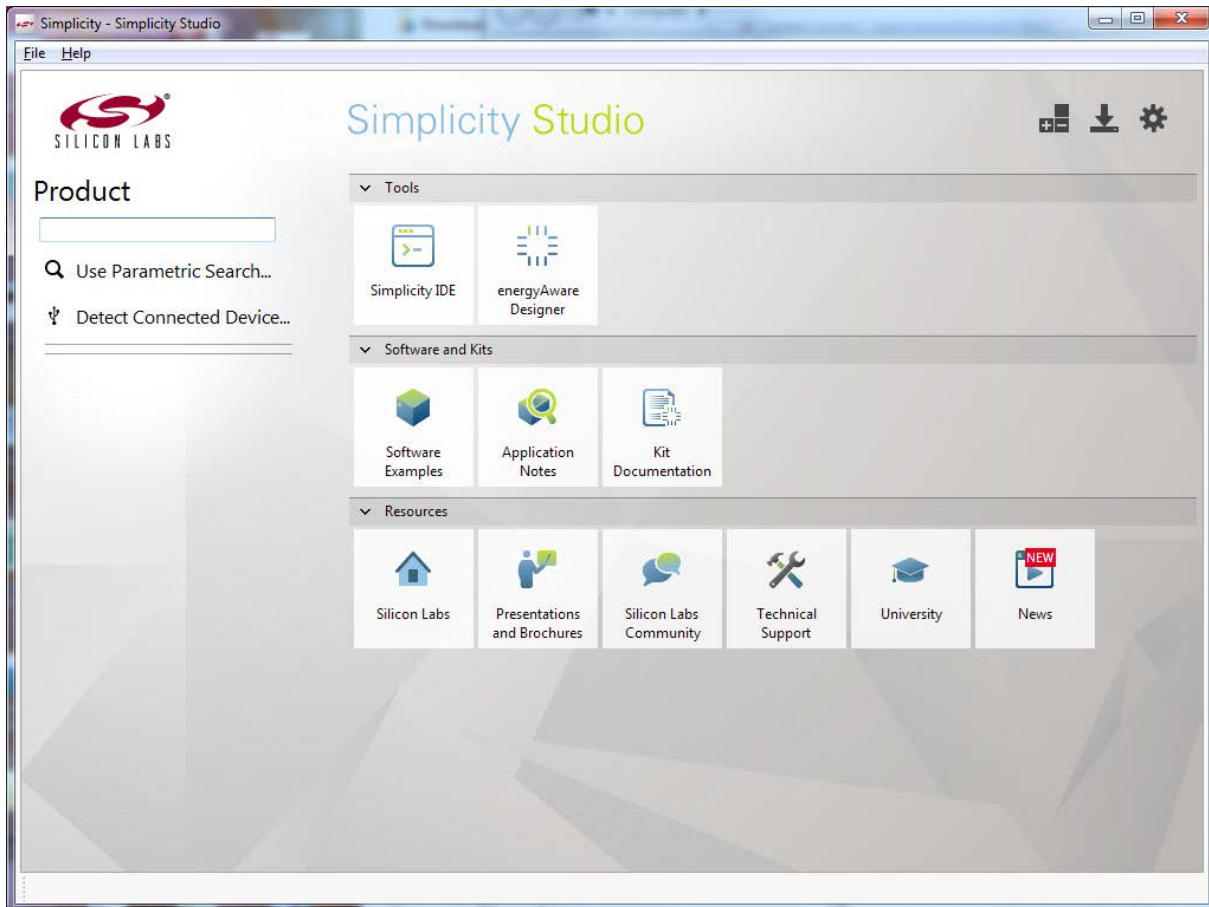 Simplicity - Simplicity Studio
File Help
SILICON LABS
Simplicity Studio
Product
Use Parametric Search...
Detect Connected Device...
Tools
Simplicity IDE
energyAware
Designer
Software and Kits
Software
Examples
Application
Notes
Kit
Documentation
Resources
Silicon Labs
Presentations
and Brochures
Silicon Labs
Community
Technical
Support
University
NEW
News